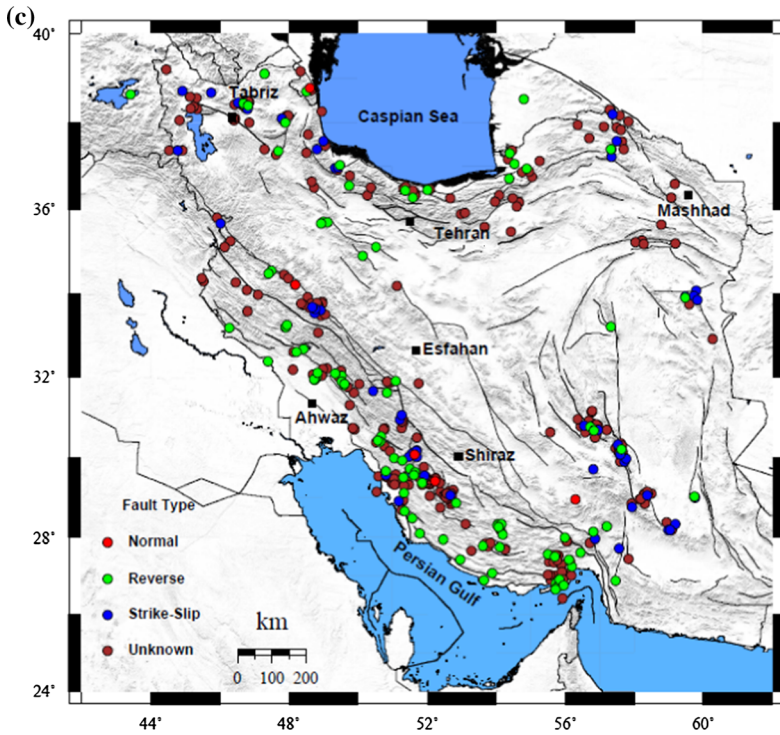 (c)
40°
36°
32°
28°
24°
Tabriz
Caspian Sea
Mashhad
Tehran
Esfahan
Ahwaz
Shiraz
Persian Gulf
Fault Type
Normal
Reverse
Strike-Slip
Unknown
km
0 100 200
44° 48° 52° 56° 60°